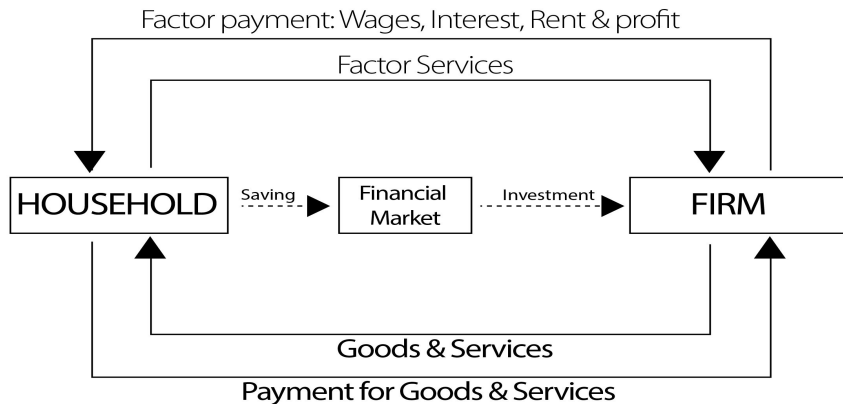 Factor payment: Wages, Interest, Rent & profit
Factor Services
HOUSEHOLD
Saving
Financial
Market
Investment
FIRM
Goods & Services
Payment for Goods & Services